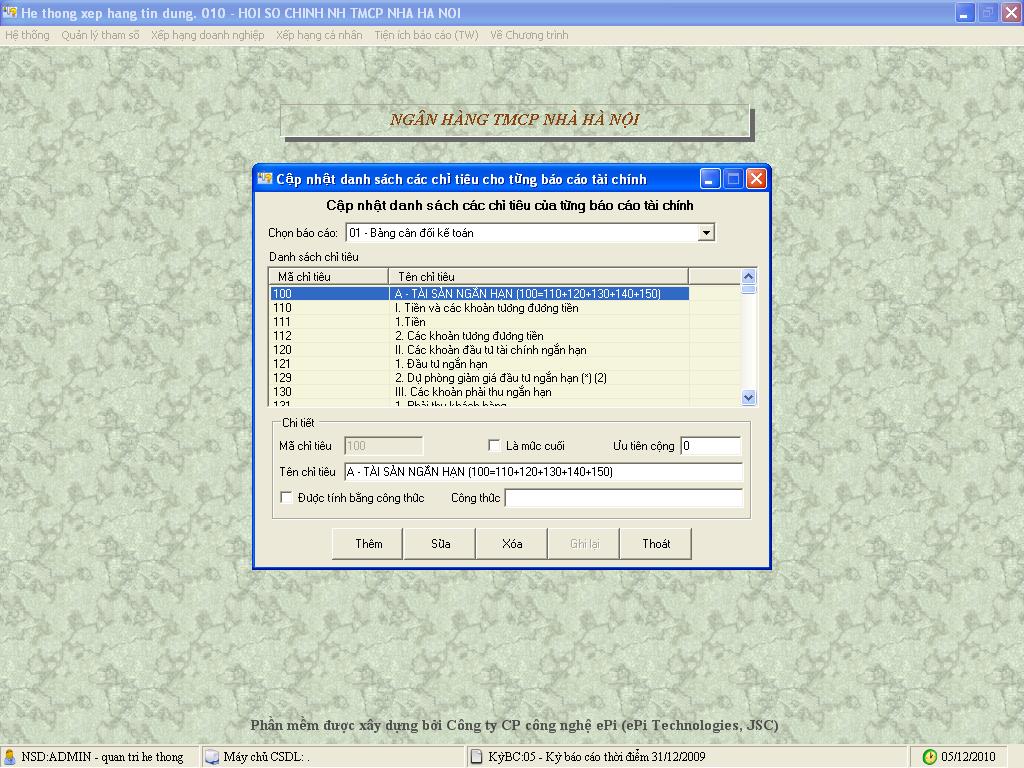 He thong xep hang tin dung. 010 - HOI SO CHINH NH TMCP NHA HA NOI
Hệ thống Quản lý tham số Xếp hạng doanh nghiệp Xếp hạng cá nhân Tiện ích báo cáo (TW) Về Chương trình
NGÂN HÀNG TMCP NHÀ HÀ NỘI
Cập nhật danh sách các chỉ tiêu cho từng báo cáo tài chính
Cập nhật danh sách các chỉ tiêu của từng báo cáo tài chính
Chọn báo cáo: 01 - Bảng cân đối kế toán
Danh sách chỉ tiêu
Mã chỉ tiêu Tên chỉ tiêu
100 A - TÀI SẢN NGẮN HẠN (100=110+120+130+140+150)
110 I. Tiền và các khoản tương đương tiền
111 1.Tiền
112 2. Các khoản tương đương tiền
120 II. Các khoản đầu tư tài chính ngắn hạn
121 1. Đầu tư ngắn hạn
129 2. Dự phòng giảm giá đầu tư ngắn hạn (*) (2)
130 III. Các khoản phải thu ngắn hạn
131 1. Phải thu khách hàng
Chi tiết
Mã chỉ tiêu 100 Là mức cuối Ưu tiên cộng 0
Tên chỉ tiêu A - TÀI SẢN NGẮN HẠN (100=110+120+130+140+150)
Được tính bằng công thức Công thức
Thêm Sửa Xóa Ghi lại Thoát
Phần mềm được xây dựng bởi Công ty CP công nghệ ePi (ePi Technologies, JSC)
NSD:ADMIN - quan tri he thong Máy chủ CSDL: . KỳBC:05 - Kỳ báo cáo thời điểm 31/12/2009 05/12/2010